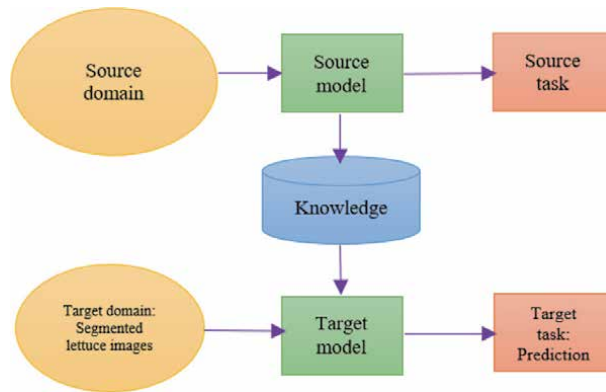 Source
domain
Source
model
Source
task
Knowledge
Target domain:
Segmented
lettuce images
Target
model
Target
task:
Prediction